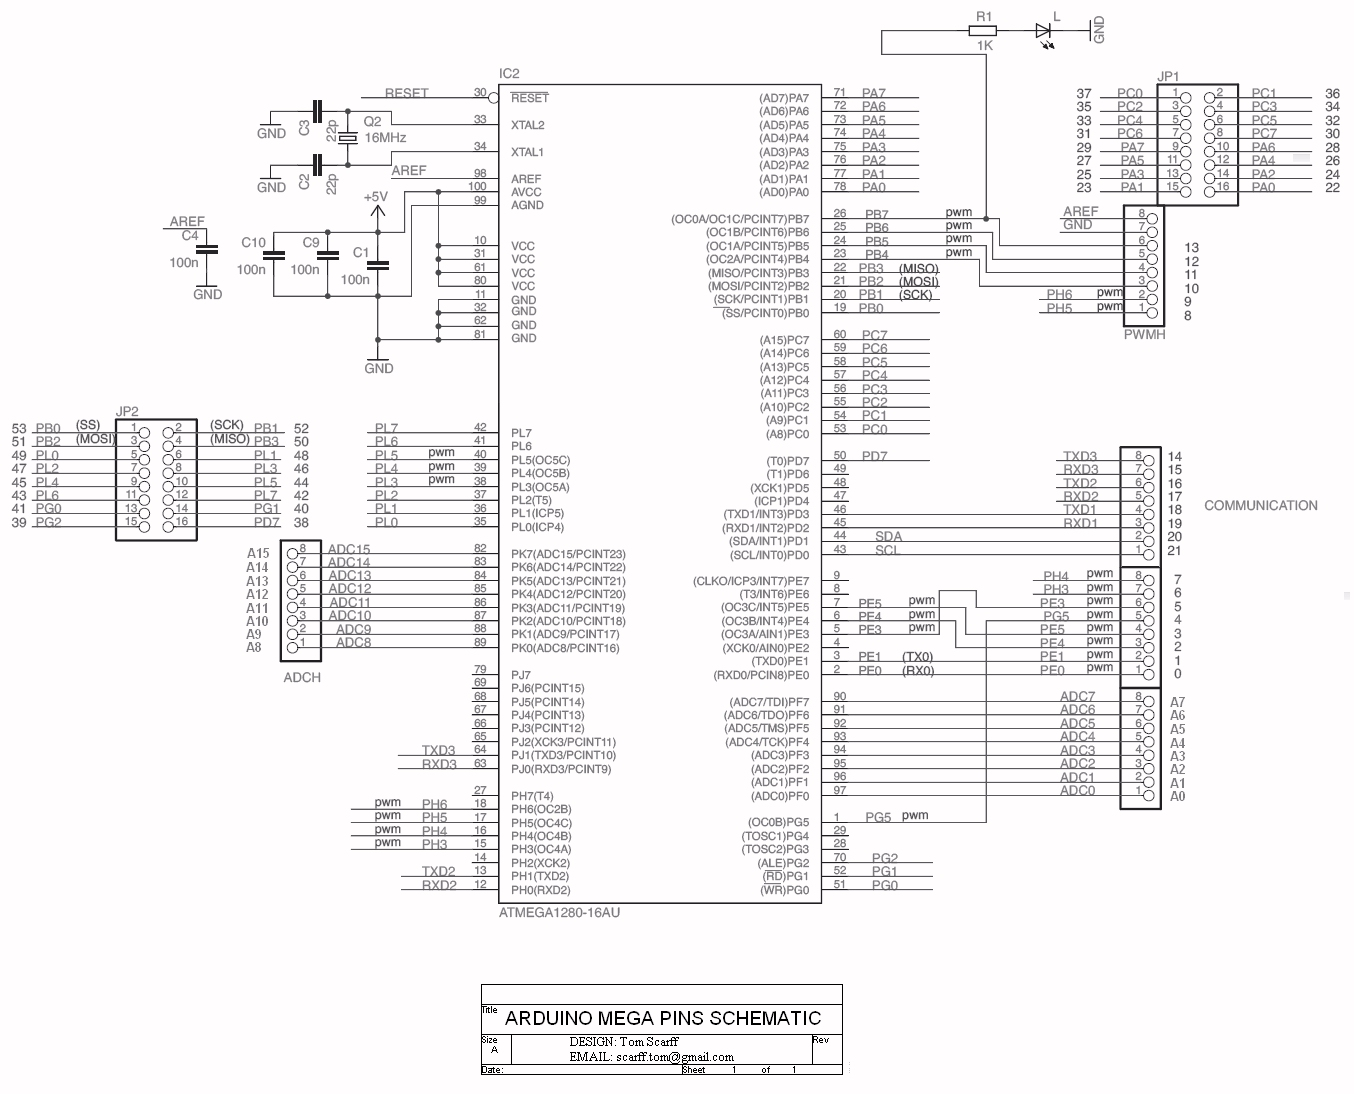 R1 L GND
1K
IC2
RESET 30 RESET
C3 22p Q2 16MHz 33 XTAL2
GND
C2 22p 34 XTAL1
GND
AREF 98 AREF
100 AVCC
99 AGND
+5V
AREF
C4 100n GND
C10 100n C9 100n C1 100n
10 VCC
31 VCC
61 VCC
80 VCC
11 GND
32 GND
62 GND
81 GND
GND
(AD7)PA7 71 PA7
(AD6)PA6 72 PA6
(AD5)PA5 73 PA5
(AD4)PA4 74 PA4
(AD3)PA3 75 PA3
(AD2)PA2 76 PA2
(AD1)PA1 77 PA1
(AD0)PA0 78 PA0
JP1
37 PC0 1 2 PC1 36
35 PC2 3 4 PC3 34
33 PC4 5 6 PC5 32
31 PC6 7 8 PC7 30
29 PA7 9 10 PA6 28
27 PA5 11 12 PA4 26
25 PA3 13 14 PA2 24
23 PA1 15 16 PA0 22
(OC0A/OC1C/PCINT7)PB7 26 PB7 pwm
(OC1B/PCINT6)PB6 25 PB6 pwm
(OC1A/PCINT5)PB5 24 PB5 pwm
(OC2A/PCINT4)PB4 23 PB4 pwm
(MISO/PCINT3)PB3 22 PB3 (MISO)
(MOSI/PCINT2)PB2 21 PB2 (MOSI)
(SCK/PCINT1)PB1 20 PB1 (SCK)
(SS/PCINT0)PB0 19 PB0
AREF 8
GND 7
6 13
5 12
4 11
3 10
PH6 pwm 2 9
PH5 pwm 1 8
PWMH
(A15)PC7 60 PC7
(A14)PC6 59 PC6
(A13)PC5 58 PC5
(A12)PC4 57 PC4
(A11)PC3 56 PC3
(A10)PC2 55 PC2
(A9)PC1 54 PC1
(A8)PC0 53 PC0
JP2
53 PB0 (SS) 1 2 (SCK) PB1 52
51 PB2 (MOSI) 3 4 (MISO) PB3 50
49 PL0 5 6 PL1 48
47 PL2 7 8 PL3 46
45 PL4 9 10 PL5 44
43 PL6 11 12 PL7 42
41 PG0 13 14 PG1 40
39 PG2 15 16 PD7 38
PL7 42 PL7
PL6 41 PL6
PL5 pwm 40 PL5(OC5C)
PL4 pwm 39 PL4(OC5B)
PL3 pwm 38 PL3(OC5A)
PL2 37 PL2(T5)
PL1 36 PL1(ICP5)
PL0 35 PL0(ICP4)
(T0)PD7 50 PD7
(T1)PD6 49
(XCK1)PD5 48
(ICP1)PD4 47
(TXD1/INT3)PD3 46
(RXD1/INT2)PD2 45
(SDA/INT1)PD1 44 SDA
(SCL/INT0)PD0 43 SCL
TXD3 8 14
RXD3 7 15
TXD2 6 16
RXD2 5 17
TXD1 4 18
RXD1 3 19
2 20
1 21
COMMUNICATION
A15 8 ADC15 82 PK7(ADC15/PCINT23)
A14 7 ADC14 83 PK6(ADC14/PCINT22)
A13 6 ADC13 84 PK5(ADC13/PCINT21)
A12 5 ADC12 85 PK4(ADC12/PCINT20)
A11 4 ADC11 86 PK3(ADC11/PCINT19)
A10 3 ADC10 87 PK2(ADC10/PCINT18)
A9 2 ADC9 88 PK1(ADC9/PCINT17)
A8 1 ADC8 89 PK0(ADC8/PCINT16)
ADCH
(CLKO/ICP3/INT7)PE7 9
(T3/INT6)PE6 8
(OC3C/INT5)PE5 7 PE5 pwm
(OC3B/INT4)PE4 6 PE4 pwm
(OC3A/AIN1)PE3 5 PE3 pwm
(XCK0/AIN0)PE2 4
(TXD0)PE1 3 PE1 (TX0)
(RXD0/PCIN8)PE0 2 PE0 (RX0)
PH4 pwm 8 7
PH3 pwm 7 6
PE3 pwm 6 5
PG5 pwm 5 4
PE5 pwm 4 3
PE4 pwm 3 2
PE1 pwm 2 1
PE0 pwm 1 0
79 PJ7
69 PJ6(PCINT15)
68 PJ5(PCINT14)
67 PJ4(PCINT13)
66 PJ3(PCINT12)
65 PJ2(XCK3/PCINT11)
TXD3 64 PJ1(TXD3/PCINT10)
RXD3 63 PJ0(RXD3/PCINT9)
(ADC7/TDI)PF7 90 ADC7 8 A7
(ADC6/TDO)PF6 91 ADC6 7 A6
(ADC5/TMS)PF5 92 ADC5 6 A5
(ADC4/TCK)PF4 93 ADC4 5 A4
(ADC3)PF3 94 ADC3 4 A3
(ADC2)PF2 95 ADC2 3 A2
(ADC1)PF1 96 ADC1 2 A1
(ADC0)PF0 97 ADC0 1 A0
27 PH7(T4)
pwm PH6 18 PH6(OC2B)
pwm PH5 17 PH5(OC4C)
pwm PH4 16 PH4(OC4B)
pwm PH3 15 PH3(OC4A)
14 PH2(XCK2)
TXD2 13 PH1(TXD2)
RXD2 12 PH0(RXD2)
(OC0B)PG5 1 PG5 pwm
(TOSC1)PG4 29
(TOSC2)PG3 28
(ALE)PG2 70 PG2
(RD)PG1 52 PG1
(WR)PG0 51 PG0
ATMEGA1280-16AU
Title ARDUINO MEGA PINS SCHEMATIC
Size A DESIGN: Tom Scarff Rev
EMAIL: scarff.tom@gmail.com
Date: Sheet 1 of 1